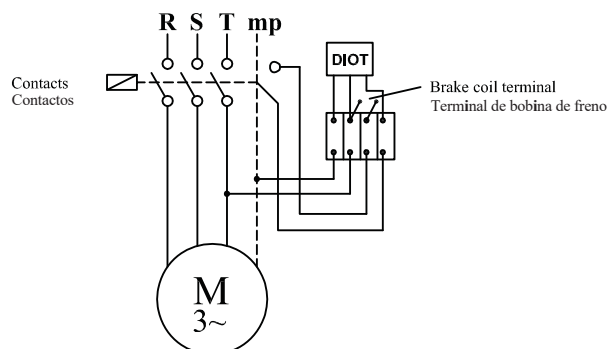 R S T mp
DIOT
Contacts
Contactos
Brake coil terminal
Terminal de bobina de freno
M
3~